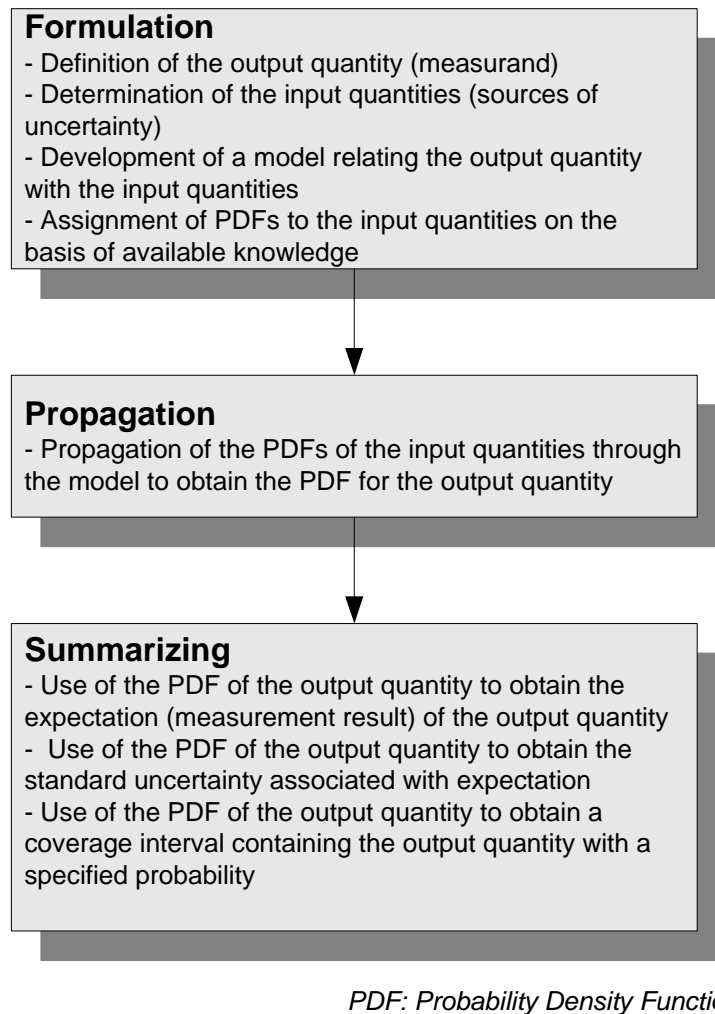 Formulation
- Definition of the output quantity (measurand)
- Determination of the input quantities (sources of
uncertainty)
- Development of a model relating the output quantity
with the input quantities
- Assignment of PDFs to the input quantities on the
basis of available knowledge
Propagation
- Propagation of the PDFs of the input quantities through
the model to obtain the PDF for the output quantity
Summarizing
- Use of the PDF of the output quantity to obtain the
expectation (measurement result) of the output quantity
-  Use of the PDF of the output quantity to obtain the
standard uncertainty associated with expectation
- Use of the PDF of the output quantity to obtain a
coverage interval containing the output quantity with a
specified probability
PDF: Probability Density Functi